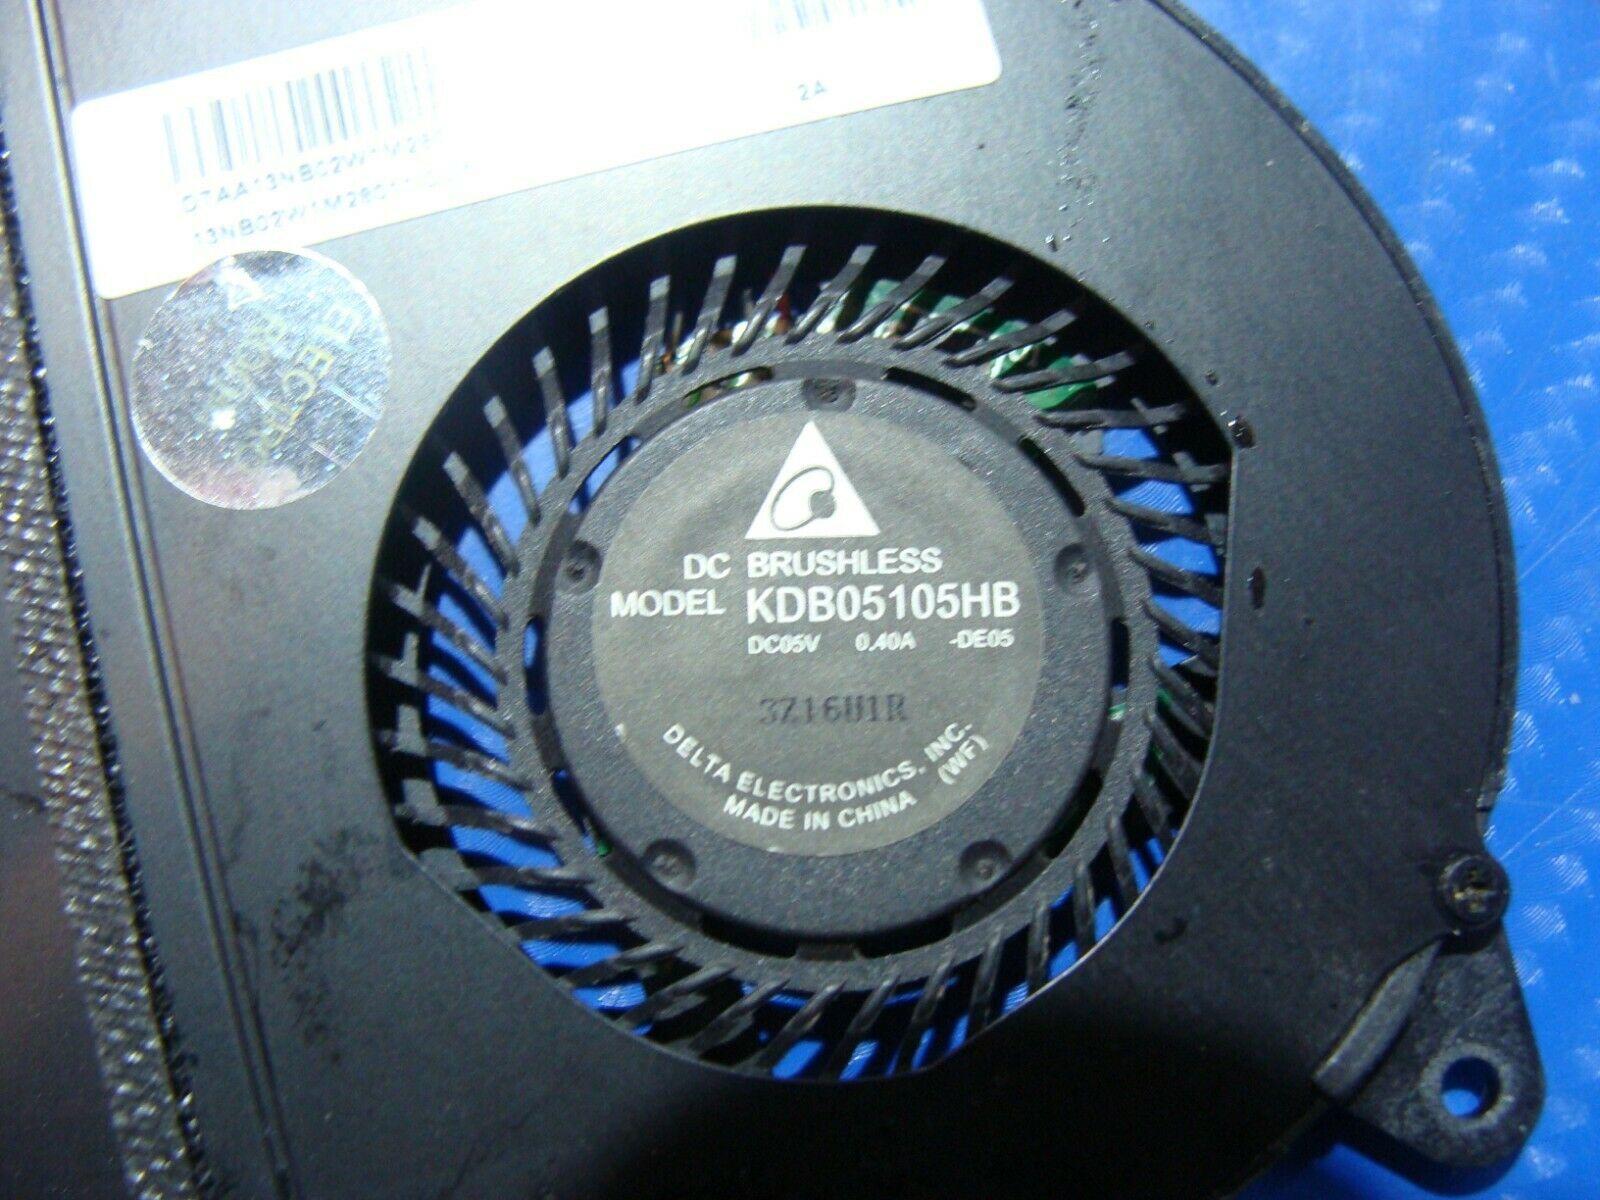 2A
DC BRUSHLESS
MODEL KDB05105HB
DC05V 0.40A -DE05
3Z16U1R
DELTA ELECTRONICS, INC.
MADE IN CHINA (WF)